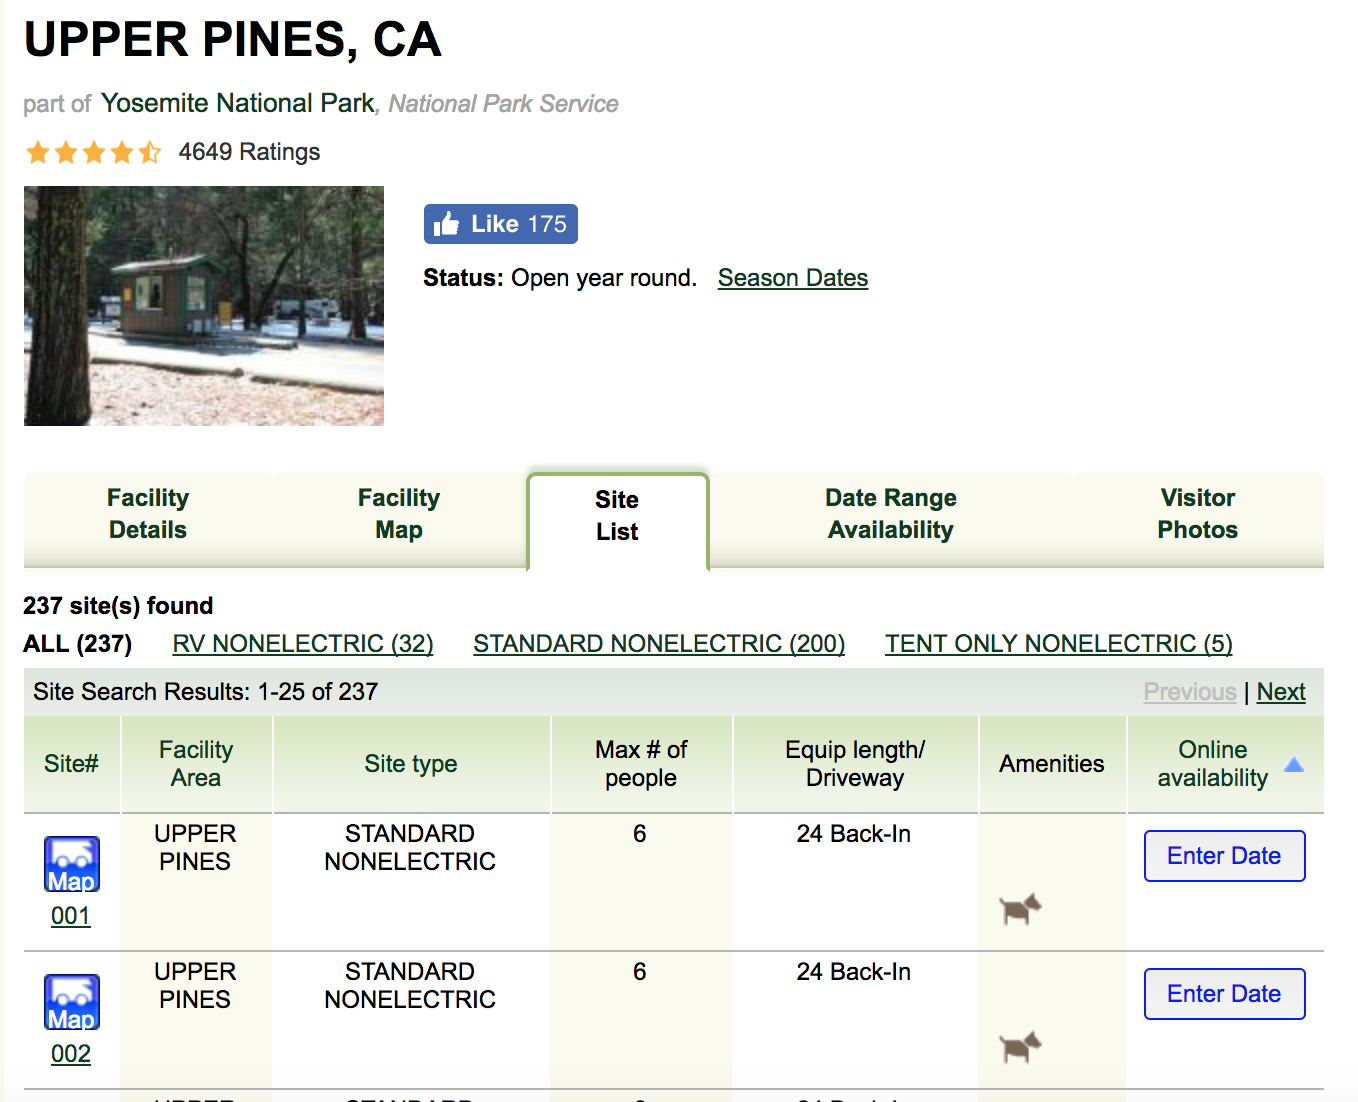 UPPER PINES, CA
part of Yosemite National Park, National Park Service
4649 Ratings
Like 175
Status: Open year round. Season Dates
Facility Details
Facility Map
Site List
Date Range Availability
Visitor Photos
237 site(s) found
ALL (237) RV NONELECTRIC (32) STANDARD NONELECTRIC (200) TENT ONLY NONELECTRIC (5)
Site Search Results: 1-25 of 237 Previous | Next
Site#
Facility Area
Site type
Max # of people
Equip length/ Driveway
Amenities
Online availability
Map
001
UPPER PINES
STANDARD NONELECTRIC
6
24 Back-In
Enter Date
Map
002
UPPER PINES
STANDARD NONELECTRIC
6
24 Back-In
Enter Date